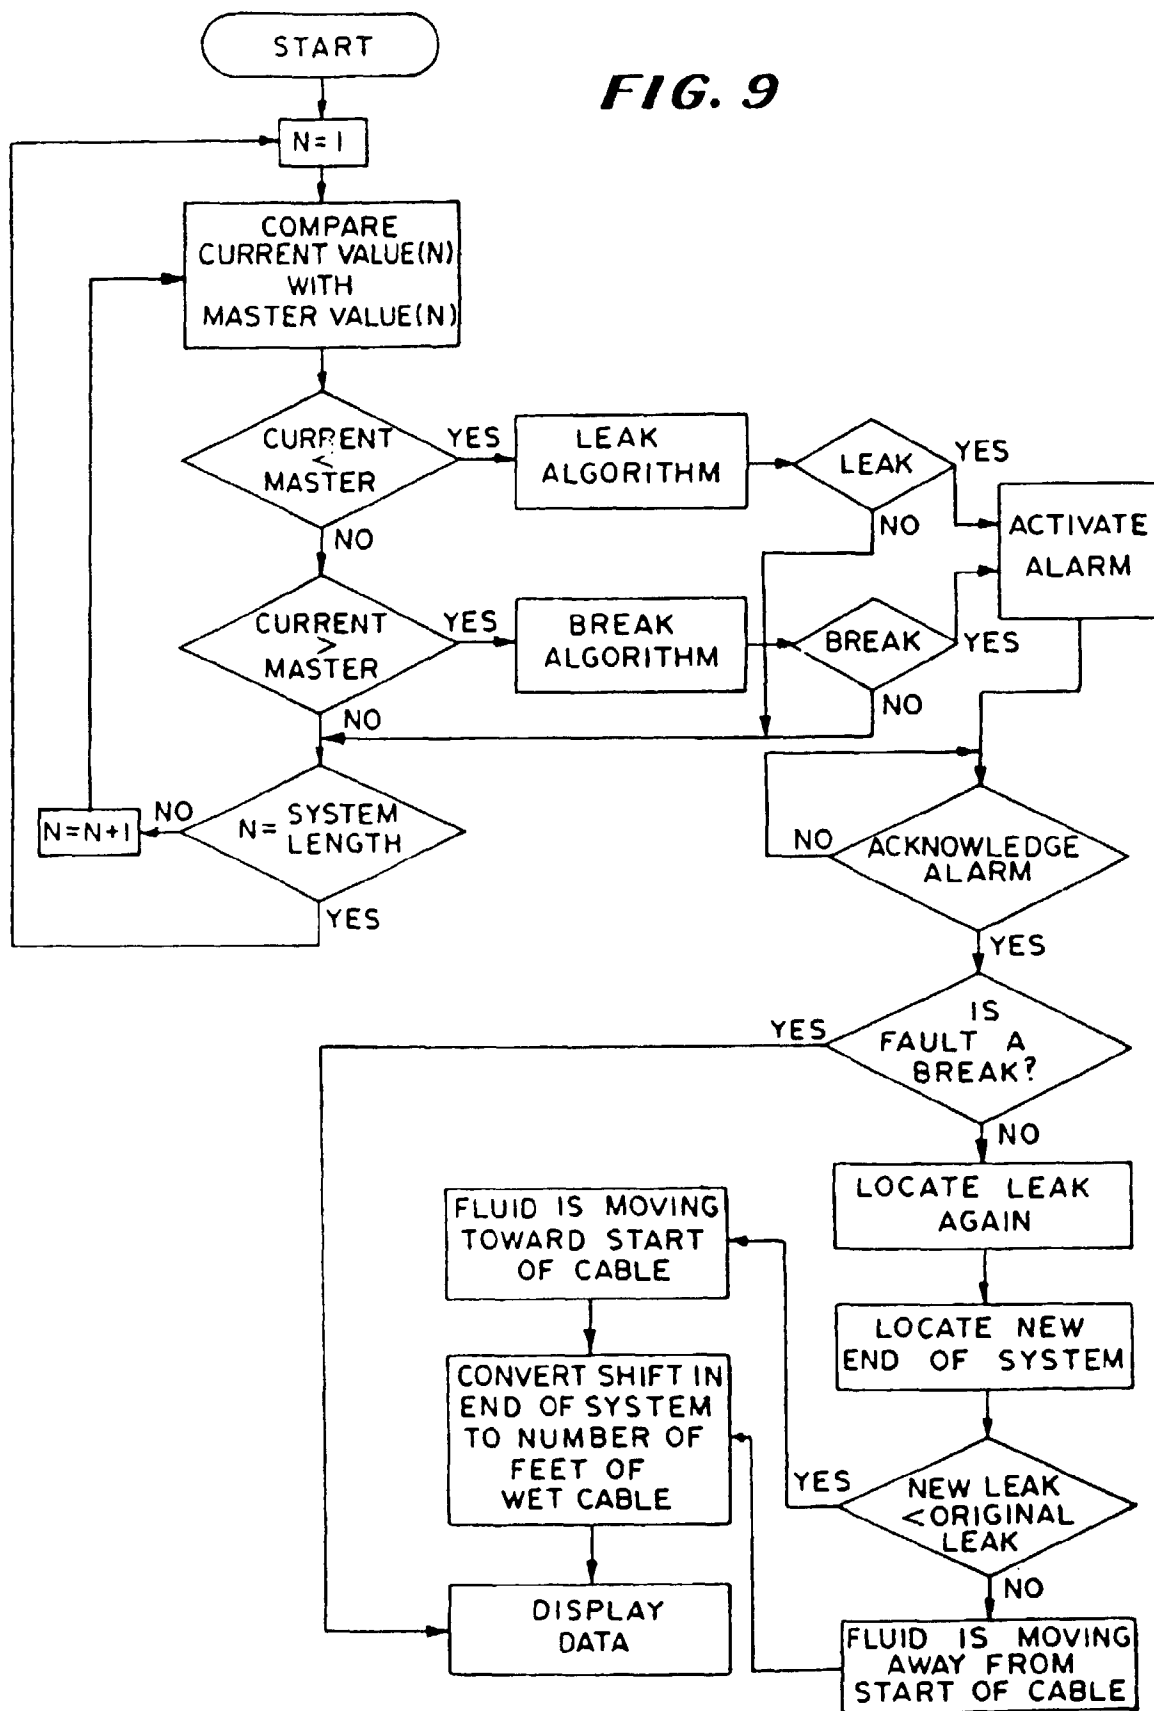 START
FIG. 9
N=1
COMPARE
CURRENT VALUE(N)
WITH
MASTER VALUE(N)
CURRENT
<
MASTER
YES
LEAK
ALGORITHM
LEAK
YES
NO
NO
ACTIVATE
ALARM
CURRENT
>
MASTER
YES
BREAK
ALGORITHM
BREAK
YES
NO
NO
N=N+1
NO
N= SYSTEM
LENGTH
YES
NO
ACKNOWLEDGE
ALARM
YES
IS
FAULT A
BREAK?
YES
NO
LOCATE LEAK
AGAIN
FLUID IS MOVING
TOWARD START
OF CABLE
LOCATE NEW
END OF SYSTEM
CONVERT SHIFT IN
END OF SYSTEM
TO NUMBER OF
FEET OF
WET CABLE
YES
NEW LEAK
<ORIGINAL
LEAK
NO
DISPLAY
DATA
FLUID IS MOVING
AWAY FROM
START OF CABLE